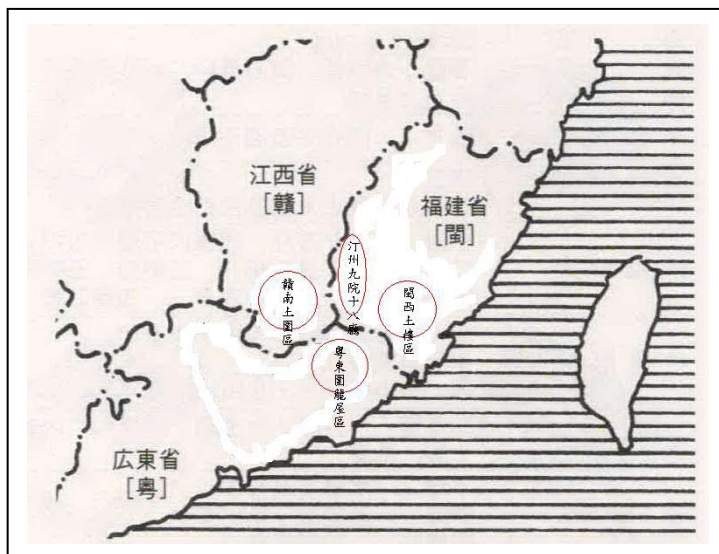 江西省
[贛]
福建省
[閩]
汀州九院十八廳
贛南土圍區
閩西土樓區
粵東圍龍屋區
広東省
[粤]